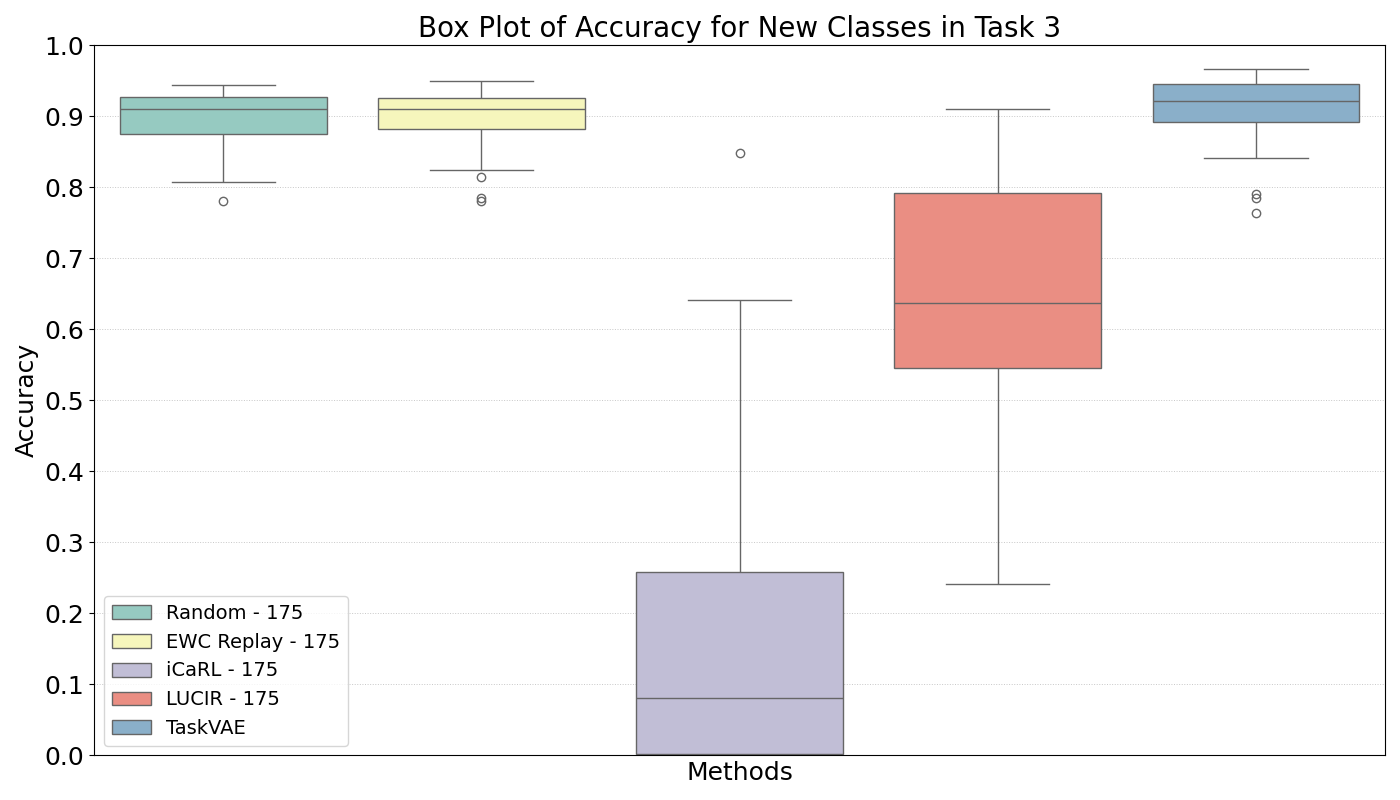 Box Plot of Accuracy for New Classes in Task 3
1.0
0.9
0.8
0.7
0.6
0.5
0.4
0.3
0.2
0.1
0.0
Accuracy
Random - 175
EWC Replay - 175
iCaRL - 175
LUCIR - 175
TaskVAE
Methods